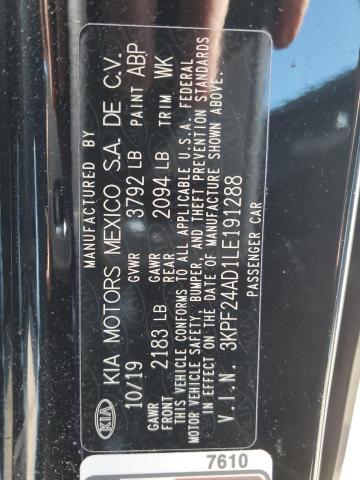 MANUFACTURED BY
KIA KIA MOTORS MEXICO S.A. DE C.V.
10/19 GVWR 3792 LB PAINT ABP
GAWR FRONT 2183 LB GAWR REAR 2094 LB TRIM WK
THIS VEHICLE CONFORMS TO ALL APPLICABLE U.S.A. FEDERAL
MOTOR VEHICLE SAFETY, BUMPER, AND THEFT PREVENTION STANDARDS
IN EFFECT ON THE DATE OF MANUFACTURE SHOWN ABOVE.
V.I.N. 3KPF24AD1LE191288
PASSENGER CAR
7610